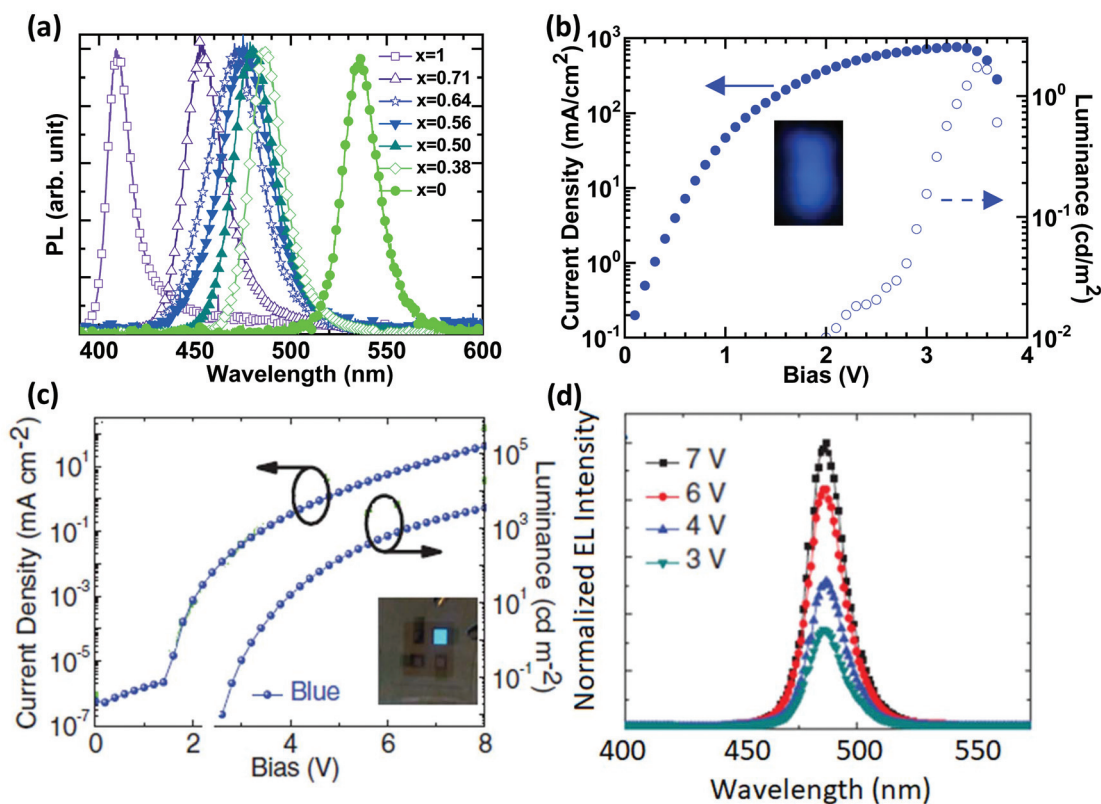 (a)
PL (arb. unit)
x=1
x=0.71
x=0.64
x=0.56
x=0.50
x=0.38
x=0
400 450 500 550 600
Wavelength (nm)
(b)
Current Density (mA/cm²)
10³
10²
10¹
10⁰
10⁻¹
0 1 2 3 4
Bias (V)
10⁰
10⁻¹
10⁻²
Luminance (cd/m²)
(c)
Current Density (mA cm⁻²)
10¹
10⁻¹
10⁻³
10⁻⁵
10⁻⁷
Blue
0 2 4 6 8
Bias (V)
10⁵
10³
10¹
10⁻¹
Luminance (cd m⁻²)
(d)
Normalized EL Intensity
7 V
6 V
4 V
3 V
400 450 500 550
Wavelength (nm)